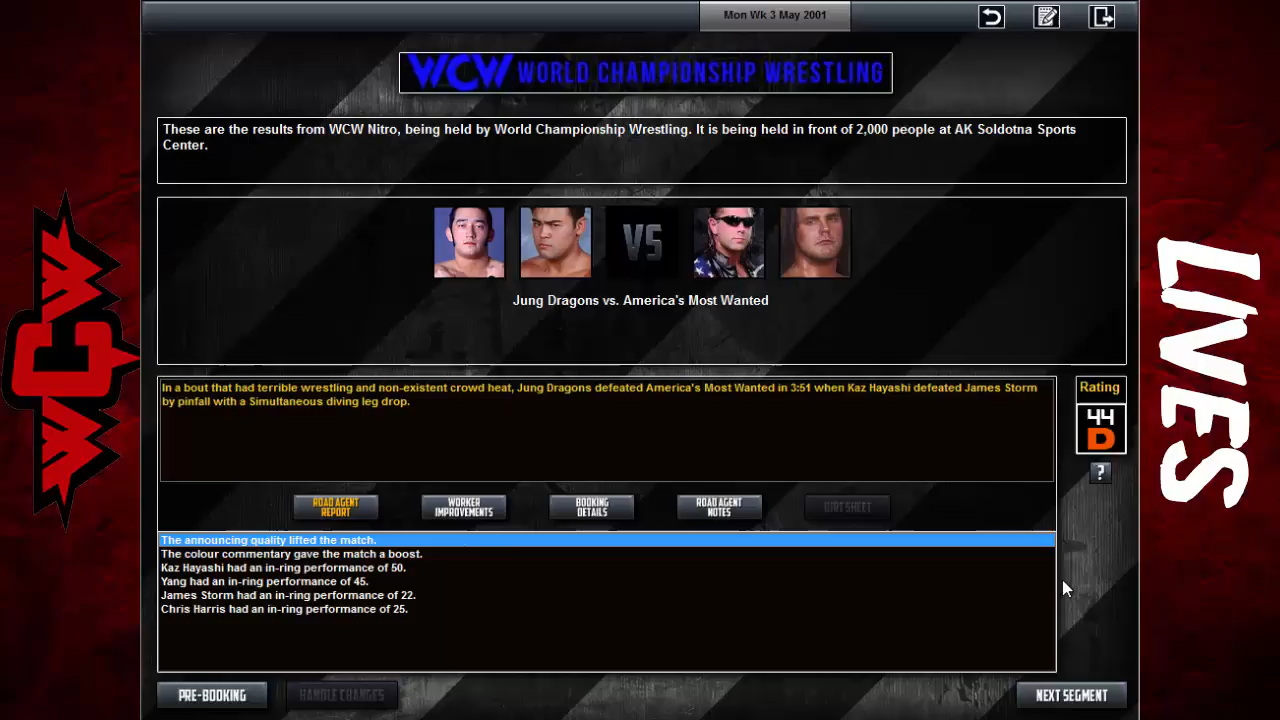 Mon Wk 3 May 2001
WCW WORLD CHAMPIONSHIP WRESTLING
These are the results from WCW Nitro, being held by World Championship Wrestling. It is being held in front of 2,000 people at AK Soldotna Sports
Center.
VS
Jung Dragons vs. America's Most Wanted
In a bout that had terrible wrestling and non-existent crowd heat, Jung Dragons defeated America's Most Wanted in 3:51 when Kaz Hayashi defeated James Storm
by pinfall with a Simultaneous diving leg drop.
Rating
44
D
?
ROAD AGENT
REPORT
WORKER
IMPROVEMENTS
BOOKING
DETAILS
ROAD AGENT
NOTES
DIRT SHEET
The announcing quality lifted the match.
The colour commentary gave the match a boost.
Kaz Hayashi had an in-ring performance of 50.
Yang had an in-ring performance of 45.
James Storm had an in-ring performance of 22.
Chris Harris had an in-ring performance of 25.
PRE-BOOKING
HANDLE CHANGES
NEXT SEGMENT
WCW
LIVES